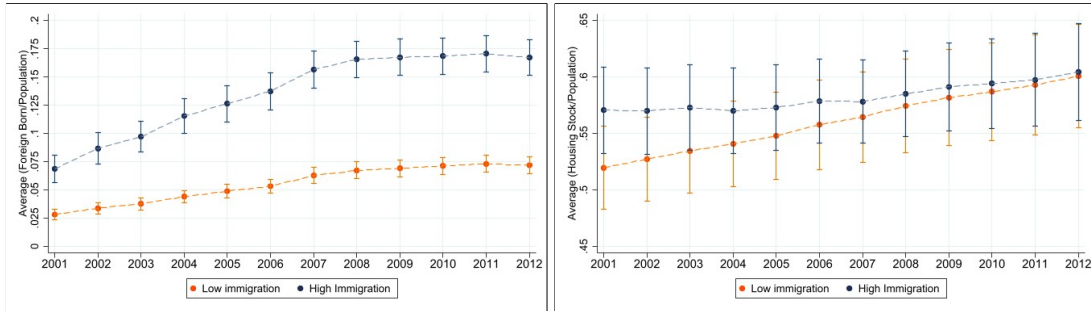 Average (Foreign Born/Population)
.2
.175
.15
.125
.1
.075
.05
.025
0
2001 2002 2003 2004 2005 2006 2007 2008 2009 2010 2011 2012
Low immigration High Immigration
Average (Housing Stock/Population)
.65
.6
.55
.5
.45
2001 2002 2003 2004 2005 2006 2007 2008 2009 2010 2011 2012
Low immigration High Immigration